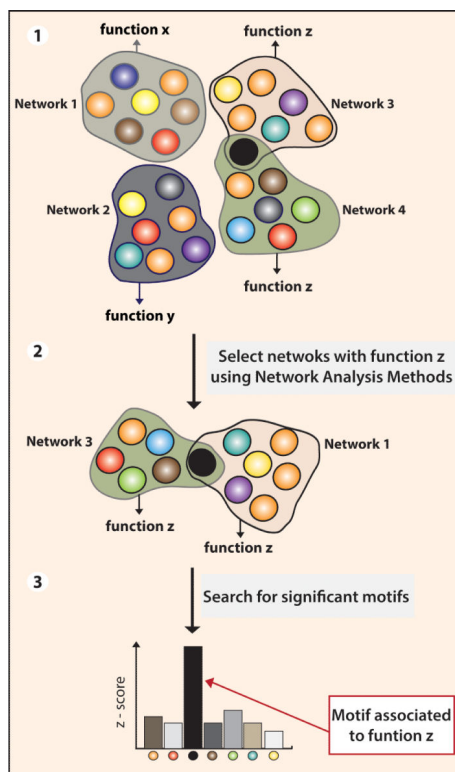 1
function x
function z
Network 1
Network 3
Network 2
Network 4
function z
function y
2
Select netwoks with function z
using Network Analysis Methods
Network 3
Network 1
function z
function z
3
Search for significant motifs
z - score
Motif associated
to funtion z